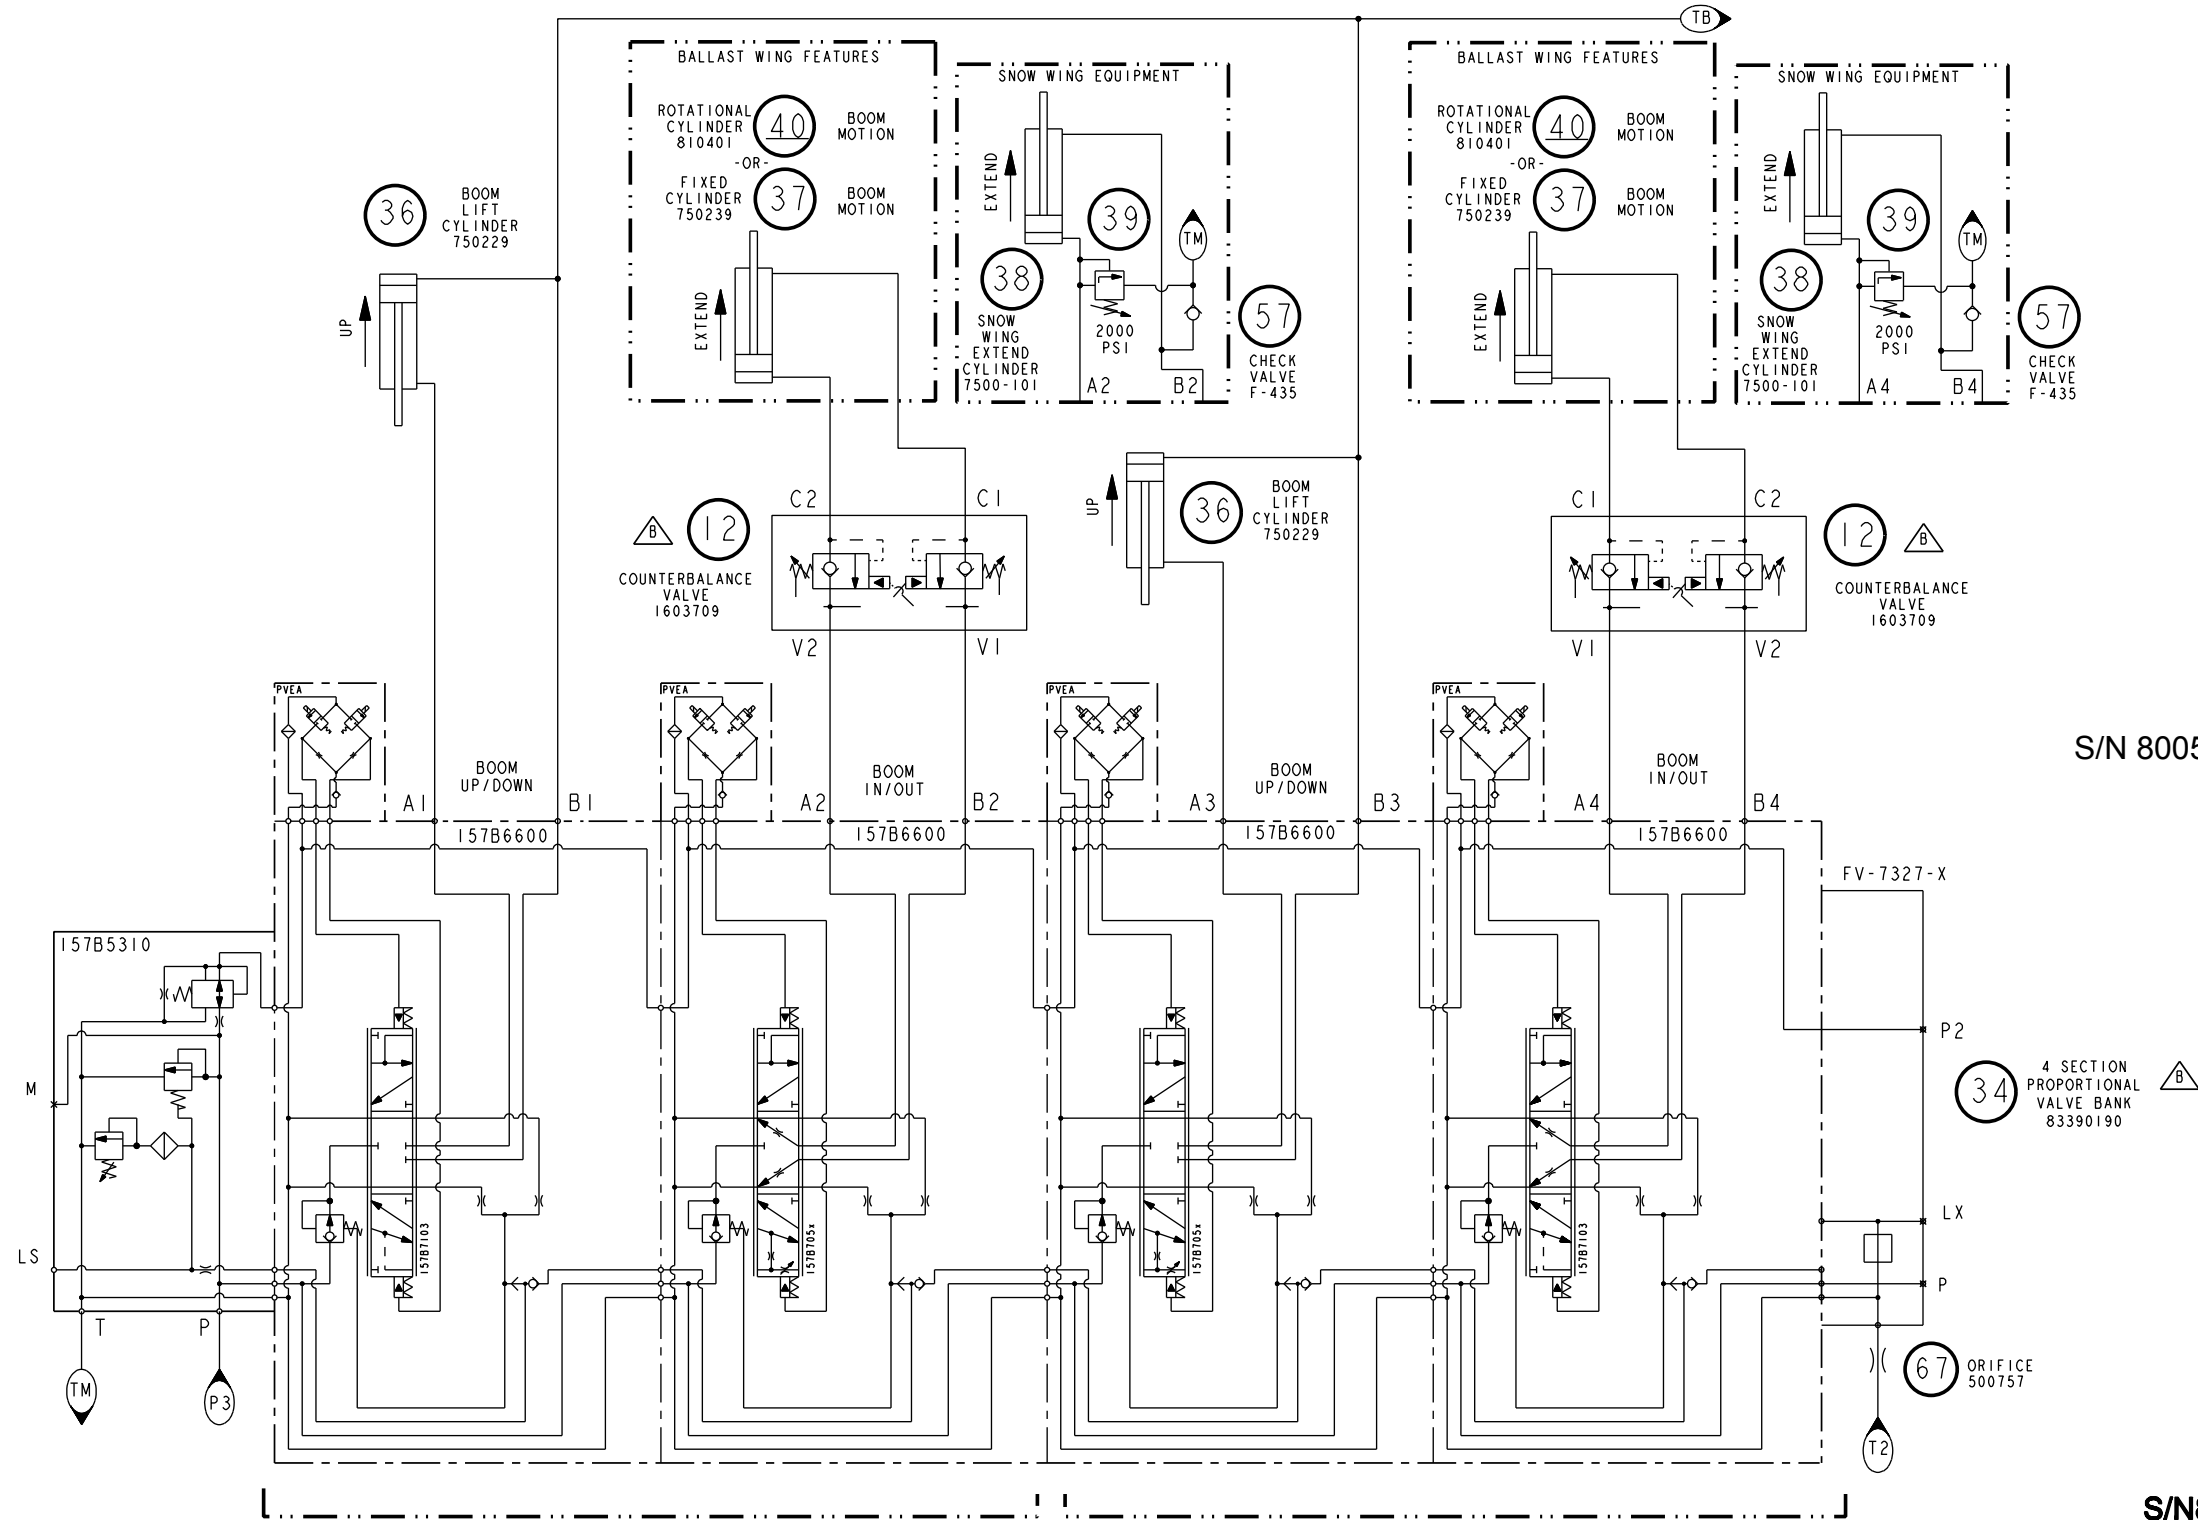 TB
BALLAST WING FEATURES
ROTATIONAL
CYLINDER
810401
40
BOOM
MOTION
-OR-
FIXED
CYLINDER
750239
37
BOOM
MOTION
EXTEND
SNOW WING EQUIPMENT
EXTEND
39
TM
38
SNOW
WING
EXTEND
CYLINDER
7500-101
2000
PSI
A2
B2
57
CHECK
VALVE
F-435
BALLAST WING FEATURES
ROTATIONAL
CYLINDER
810401
40
BOOM
MOTION
-OR-
FIXED
CYLINDER
750239
37
BOOM
MOTION
EXTEND
SNOW WING EQUIPMENT
EXTEND
39
TM
38
SNOW
WING
EXTEND
CYLINDER
7500-101
2000
PSI
A4
B4
57
CHECK
VALVE
F-435
36
BOOM
LIFT
CYLINDER
750229
UP
B
12
COUNTERBALANCE
VALVE
1603709
C2
C1
V2
V1
UP
36
BOOM
LIFT
CYLINDER
750229
C1
C2
V1
V2
12
B
COUNTERBALANCE
VALVE
1603709
PVEA
PVEA
PVEA
PVEA
S/N 8005
A1
BOOM
UP/DOWN
B1
157B6600
A2
BOOM
IN/OUT
B2
157B6600
A3
BOOM
UP/DOWN
B3
157B6600
A4
BOOM
IN/OUT
B4
157B6600
FV-7327-X
157B5310
M
LS
T
P
TM
P3
157B7103
157B705x
157B705x
157B7103
P2
34
4 SECTION
PROPORTIONAL
VALVE BANK
83390190
B
LX
P
67
ORIFICE
500757
T2
S/N8